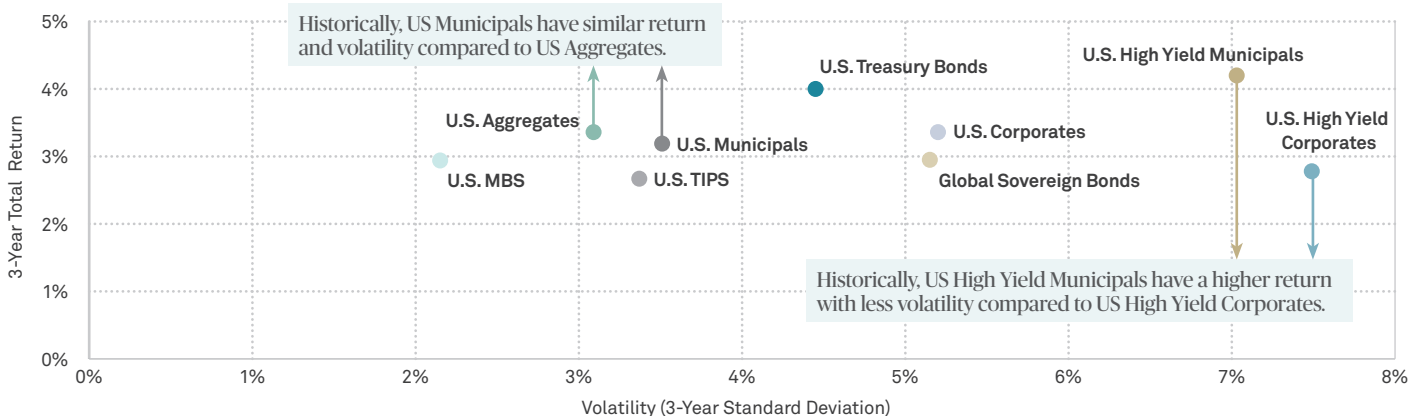 5%
Historically, US Municipals have similar return
and volatility compared to US Aggregates.
U.S. High Yield Municipals
U.S. Treasury Bonds
4%
U.S. Aggregates
U.S. High Yield
Corporates
U.S. Municipals
U.S. Corporates
3%
U.S. MBS
U.S. TIPS
Global Sovereign Bonds
2%
Historically, US High Yield Municipals have a higher return
with less volatility compared to US High Yield Corporates.
1%
0%
3-Year Total Return
0% 1% 2% 3% 4% 5% 6% 7% 8%
Volatility (3-Year Standard Deviation)